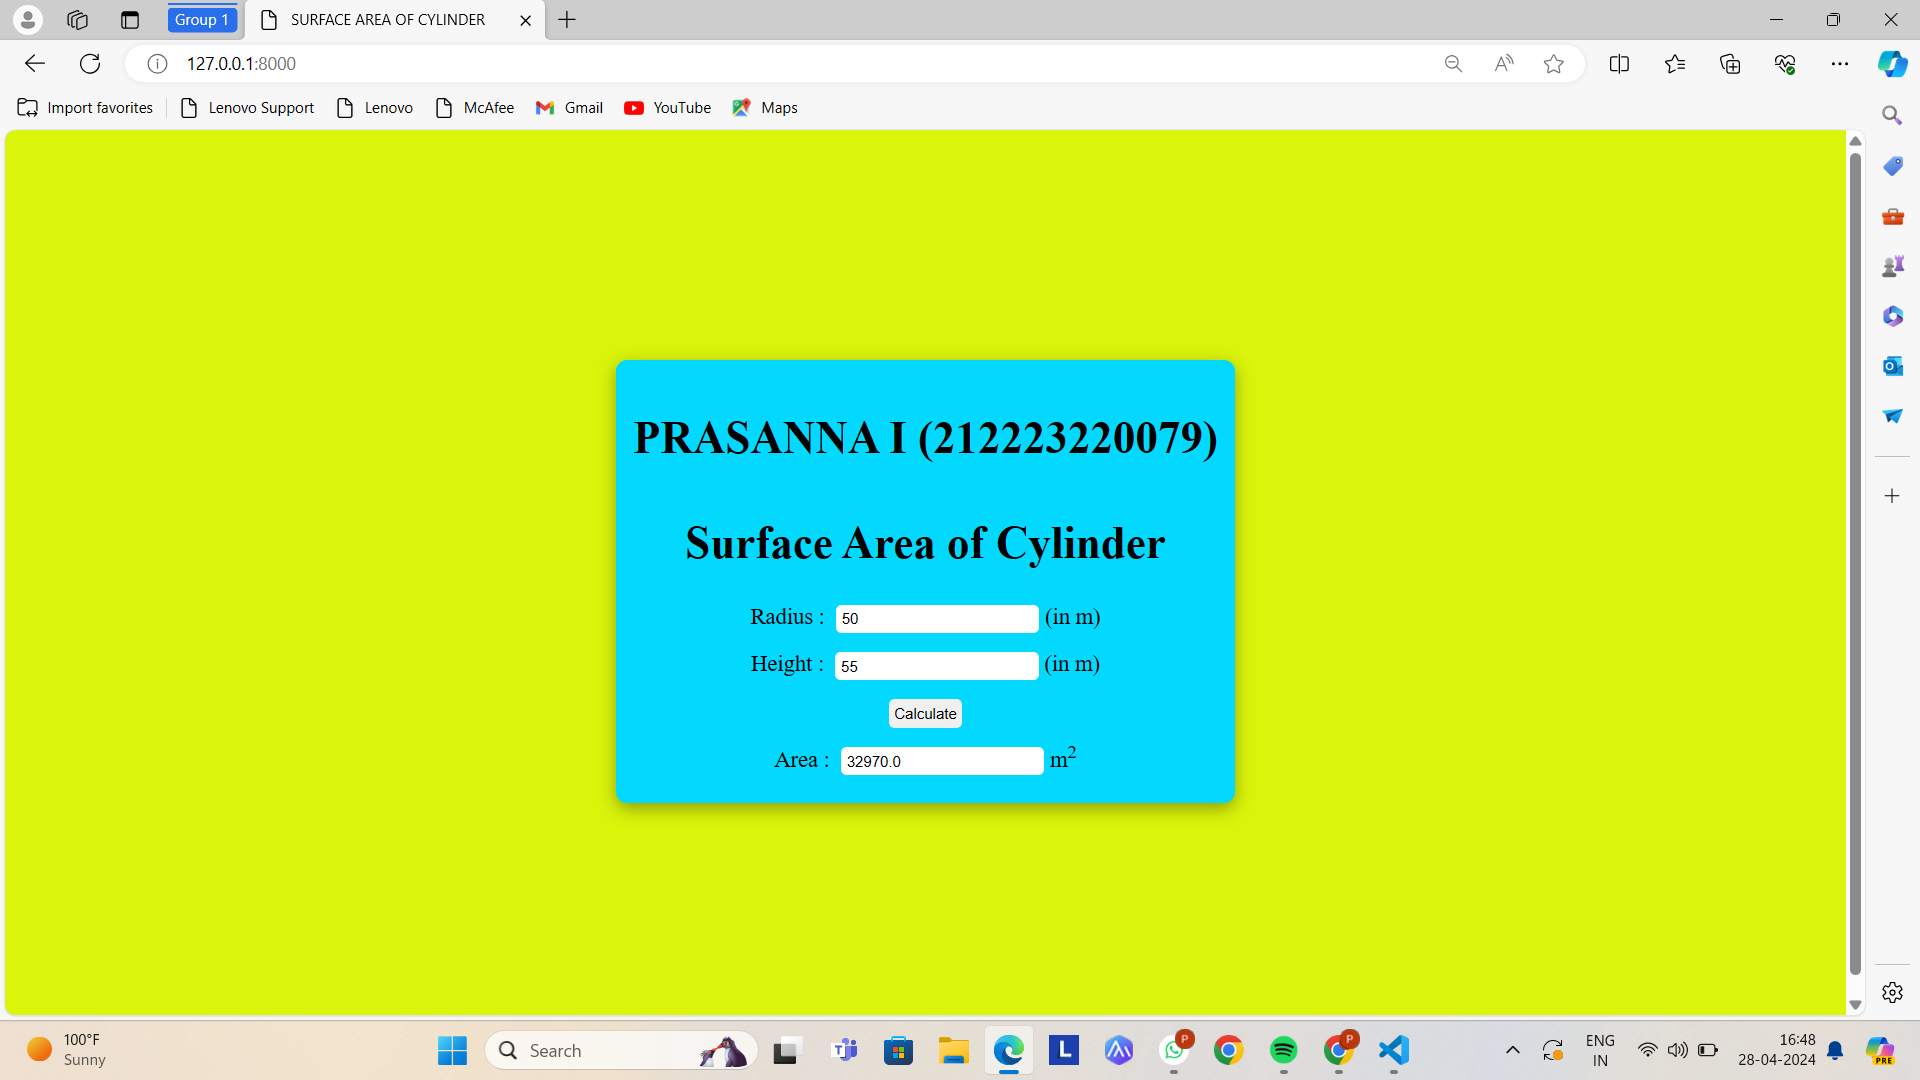 Group 1
SURFACE AREA OF CYLINDER
127.0.0.1:8000
Import favorites
Lenovo Support
Lenovo
McAfee
Gmail
YouTube
Maps
PRASANNA I (212223220079)
Surface Area of Cylinder
Radius : 50 (in m)
Height : 55 (in m)
Calculate
Area : 32970.0 m²
100°F
Sunny
Search
L
P
P
ENG
IN
16:48
28-04-2024
PRE